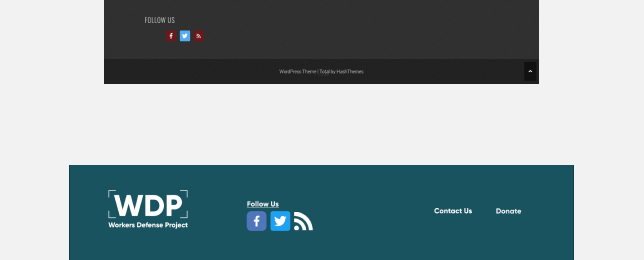 FOLLOW US
WordPress Theme | Total by HashThemes
WDP
Workers Defense Project
Follow Us
Contact Us
Donate